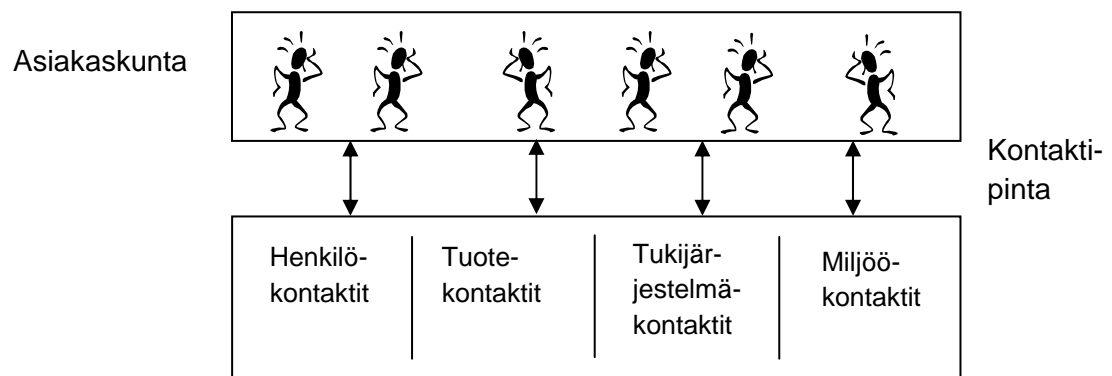 Asiakaskunta
Kontakti-
pinta
Henkilö-
kontaktit
Tuote-
kontaktit
Tukijär-
jestelmä-
kontaktit
Miljöö-
kontaktit